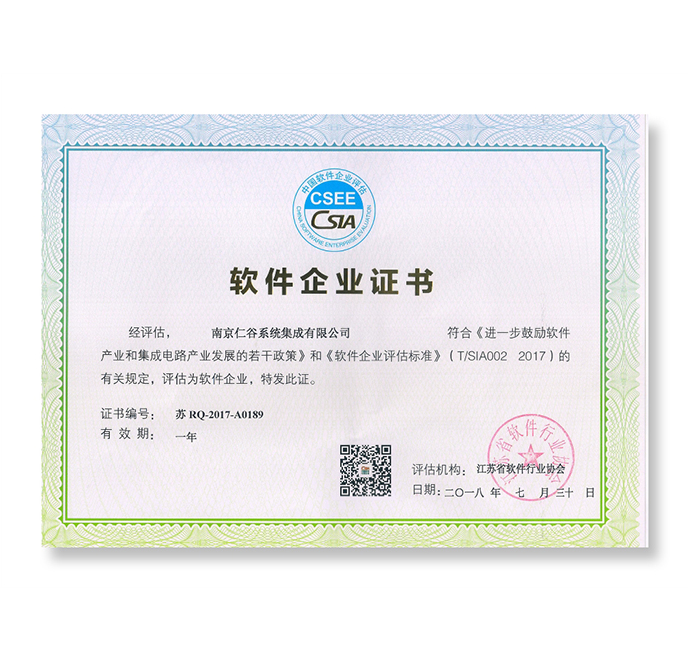 中国软件企业评估
CSEE
CSIA
CHINA SOFTWARE ENTERPRISE EVALUATION
软件企业证书
经评估, 南京仁谷系统集成有限公司 符合《进一步鼓励软件
产业和集成电路产业发展的若干政策》和《软件企业评估标准》(T/SIA002 2017)的
有关规定,评估为软件企业,特发此证。
证书编号: 苏 RQ-2017-A0189
有效期: 一年
评估机构: 江苏省软件行业协会
日期: 二〇一八 年 七 月 三十 日
江苏省软件行业协会